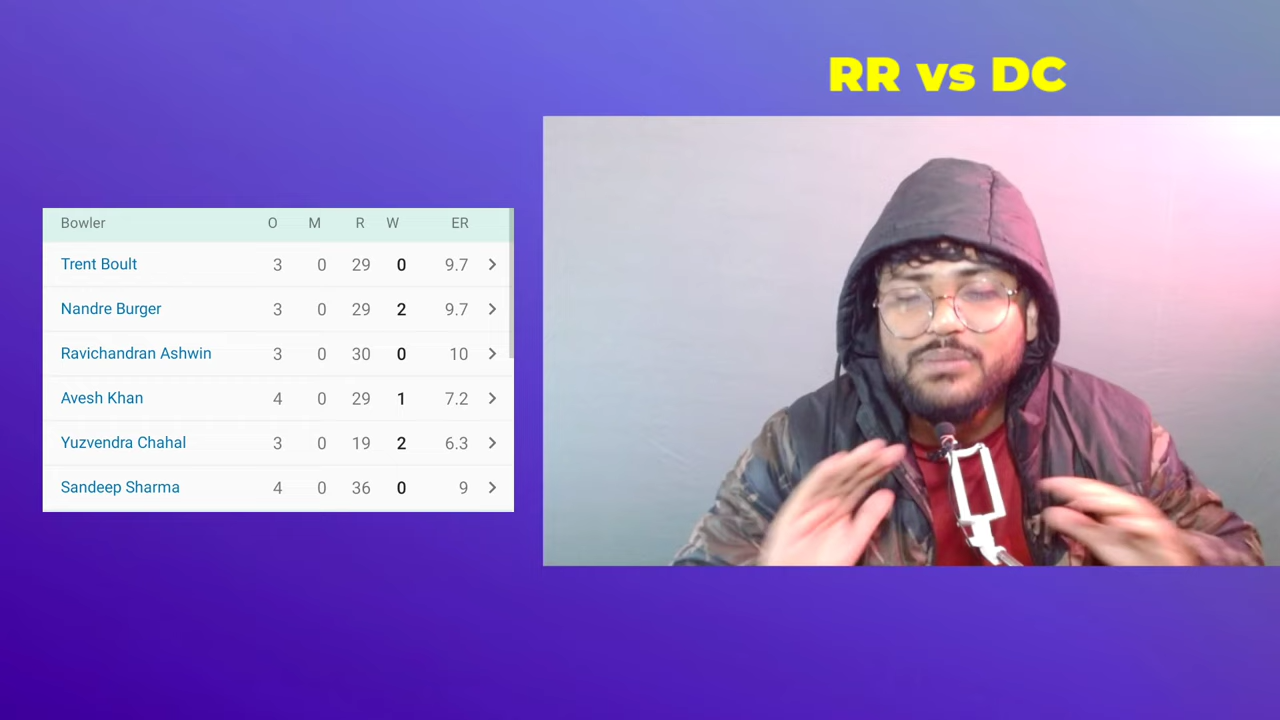 RR vs DC
Bowler O M R W ER
Trent Boult 3 0 29 0 9.7
Nandre Burger 3 0 29 2 9.7
Ravichandran Ashwin 3 0 30 0 10
Avesh Khan 4 0 29 1 7.2
Yuzvendra Chahal 3 0 19 2 6.3
Sandeep Sharma 4 0 36 0 9